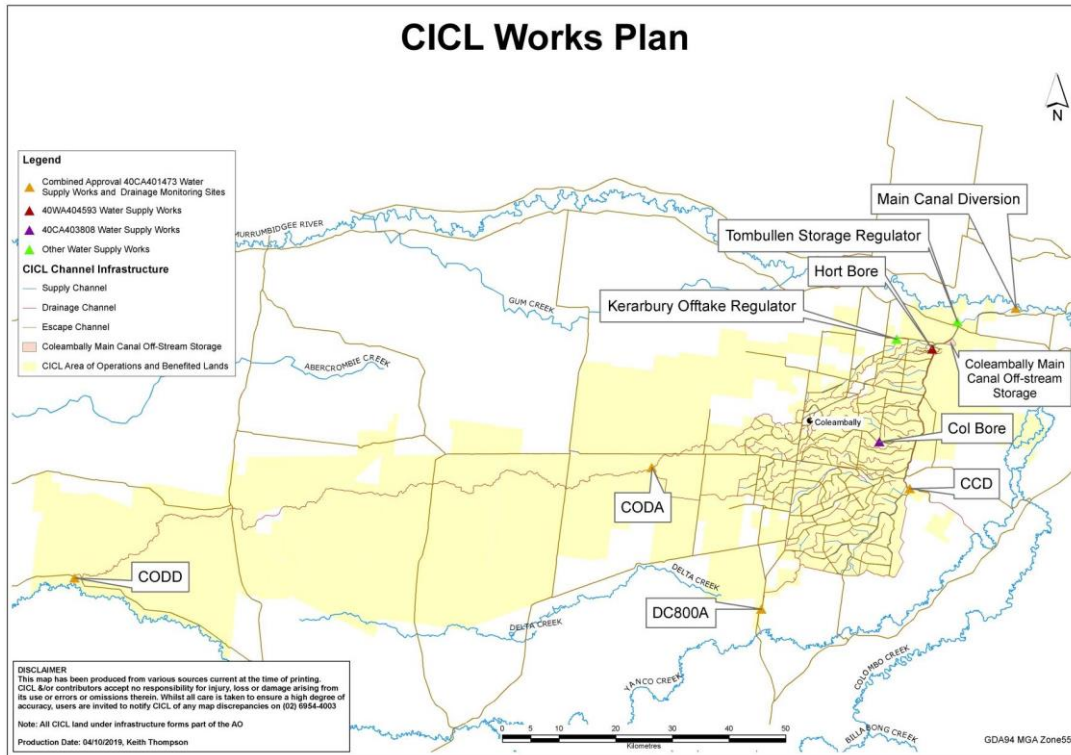 CICL Works Plan
N
Legend
Combined Approval 40CA401473 Water
Supply Works and Drainage Monitoring Sites
40WA404593 Water Supply Works
40CA403808 Water Supply Works
Other Water Supply Works
CICL Channel Infrastructure
Supply Channel
Drainage Channel
Escape Channel
Coleambally Main Canal Off-Stream Storage
CICL Area of Operations and Benefited Lands
MURRUMBIDGEE RIVER
GUM CREEK
ABERCROMBIE CREEK
Main Canal Diversion
Tombullen Storage Regulator
Hort Bore
Kerarbury Offtake Regulator
Coleambally Main
Canal Off-stream
Storage
Coleambally
Col Bore
CCD
CODA
CODD
DELTA CREEK
DC800A
DELTA CREEK
YANCO CREEK
COLOMBO CREEK
BILLABONG CREEK
DISCLAIMER
This map has been produced from various sources current at the time of printing.
CICL &/or contributors accept no responsibility for injury, loss or damage arising from
its use or errors or omissions therein. Whilst all care is taken to ensure a high degree of
accuracy, users are invited to notify CICL of any map discrepancies on (02) 6954-4003
Note: All CICL land under infrastructure forms part of the AO
Production Date: 04/10/2019, Keith Thompson
0 5 10 20 30 40 50
Kilometres
GDA94 MGA Zone55